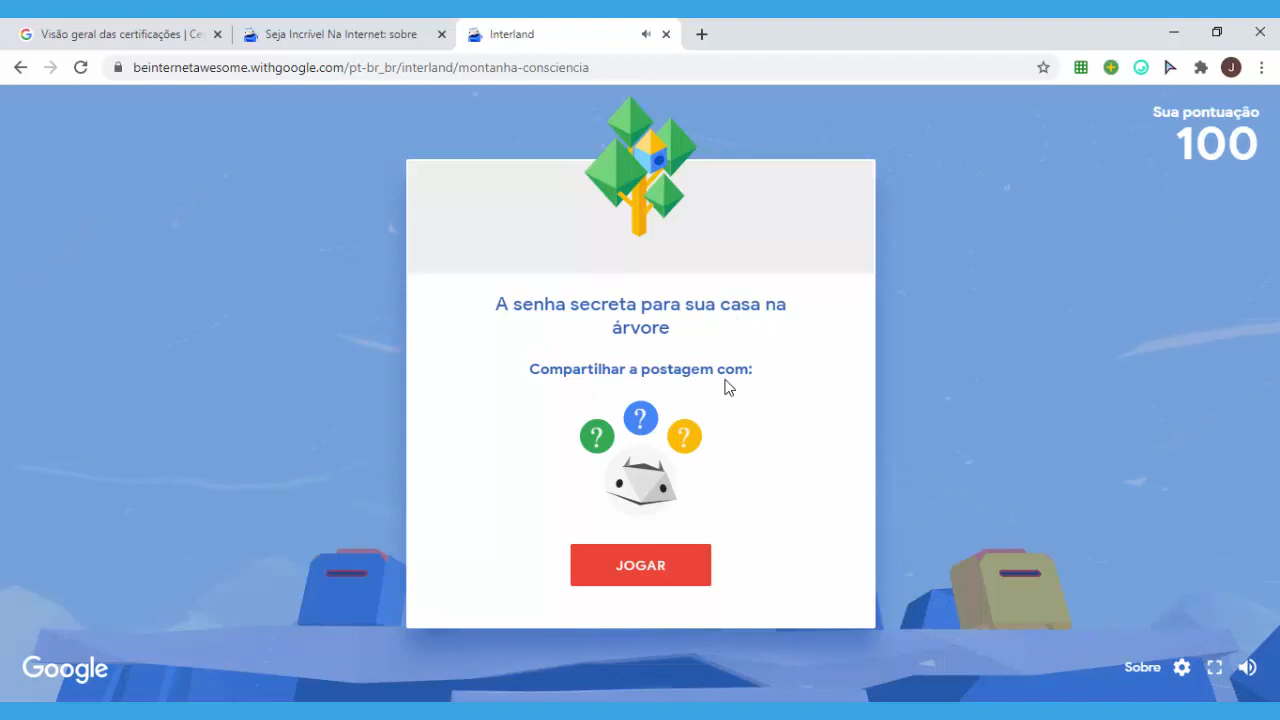 Visão geral das certificações | Ce
Seja Incrível Na Internet: sobre
Interland
beinternetawesome.withgoogle.com/pt-br_br/interland/montanha-consciencia
J
Sua pontuação
100
A senha secreta para sua casa na
árvore
Compartilhar a postagem com:
? ? ?
JOGAR
Google
Sobre